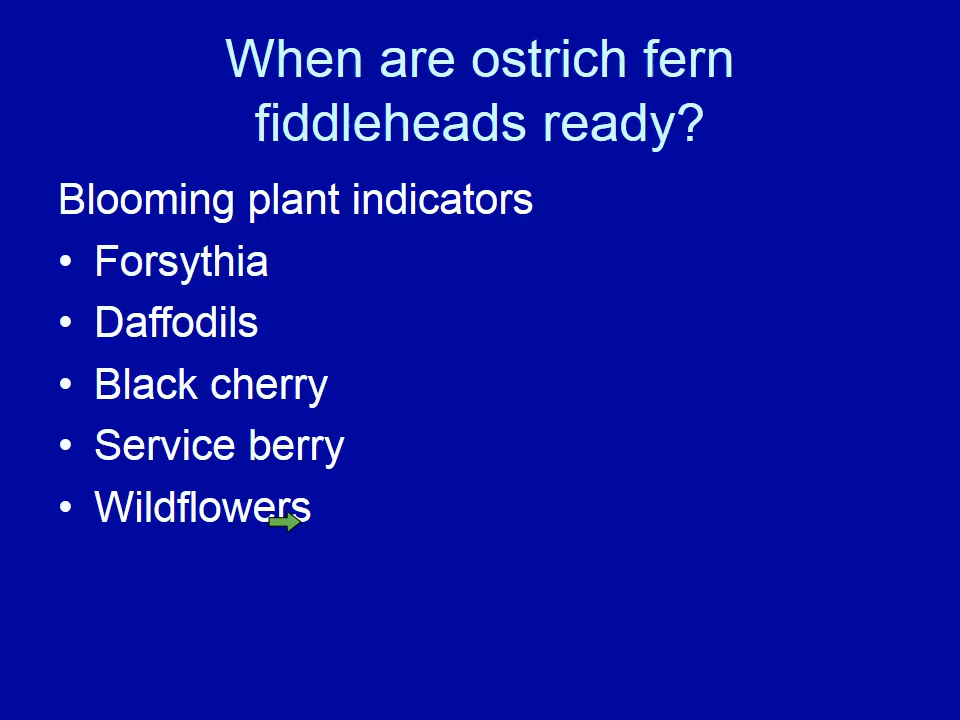 When are ostrich fern
fiddleheads ready?
Blooming plant indicators
• Forsythia
• Daffodils
• Black cherry
• Service berry
• Wildflowers